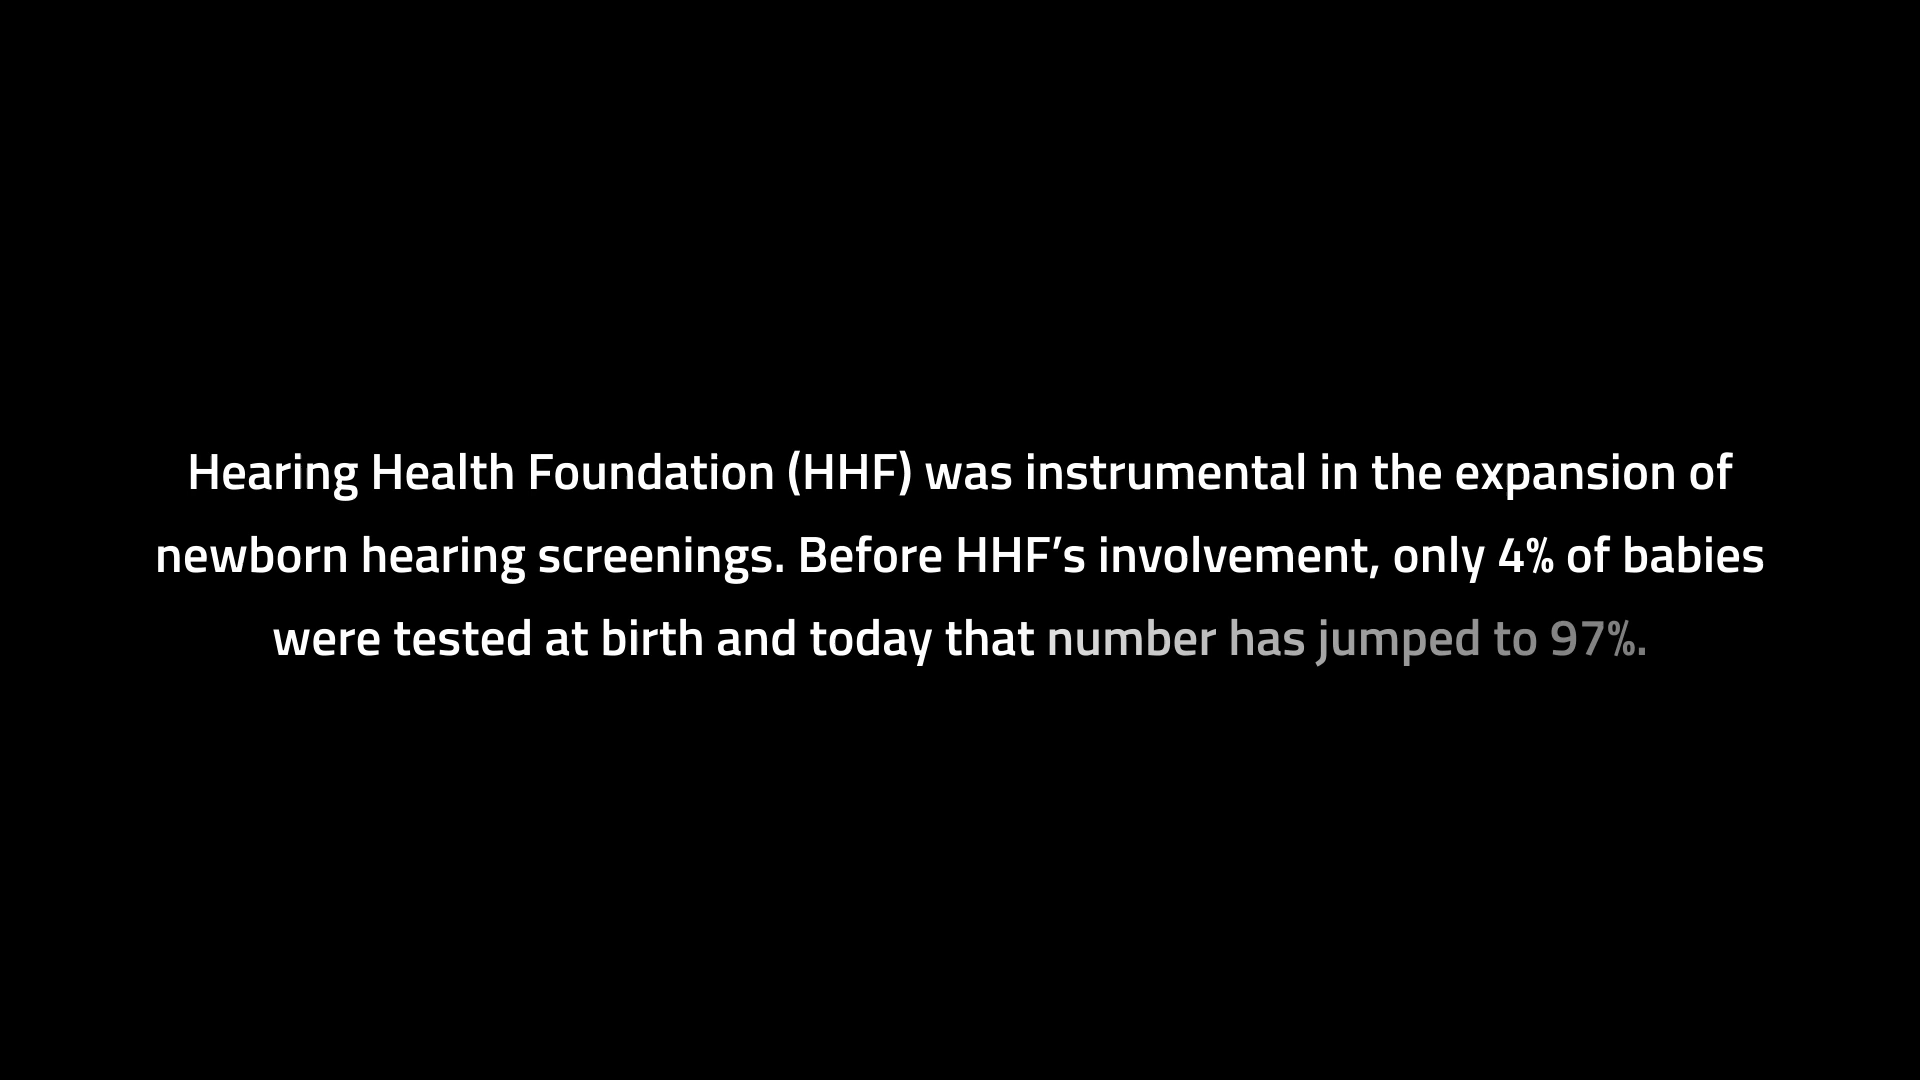 Hearing Health Foundation (HHF) was instrumental in the expansion of
newborn hearing screenings. Before HHF’s involvement, only 4% of babies
were tested at birth and today that number has jumped to 97%.